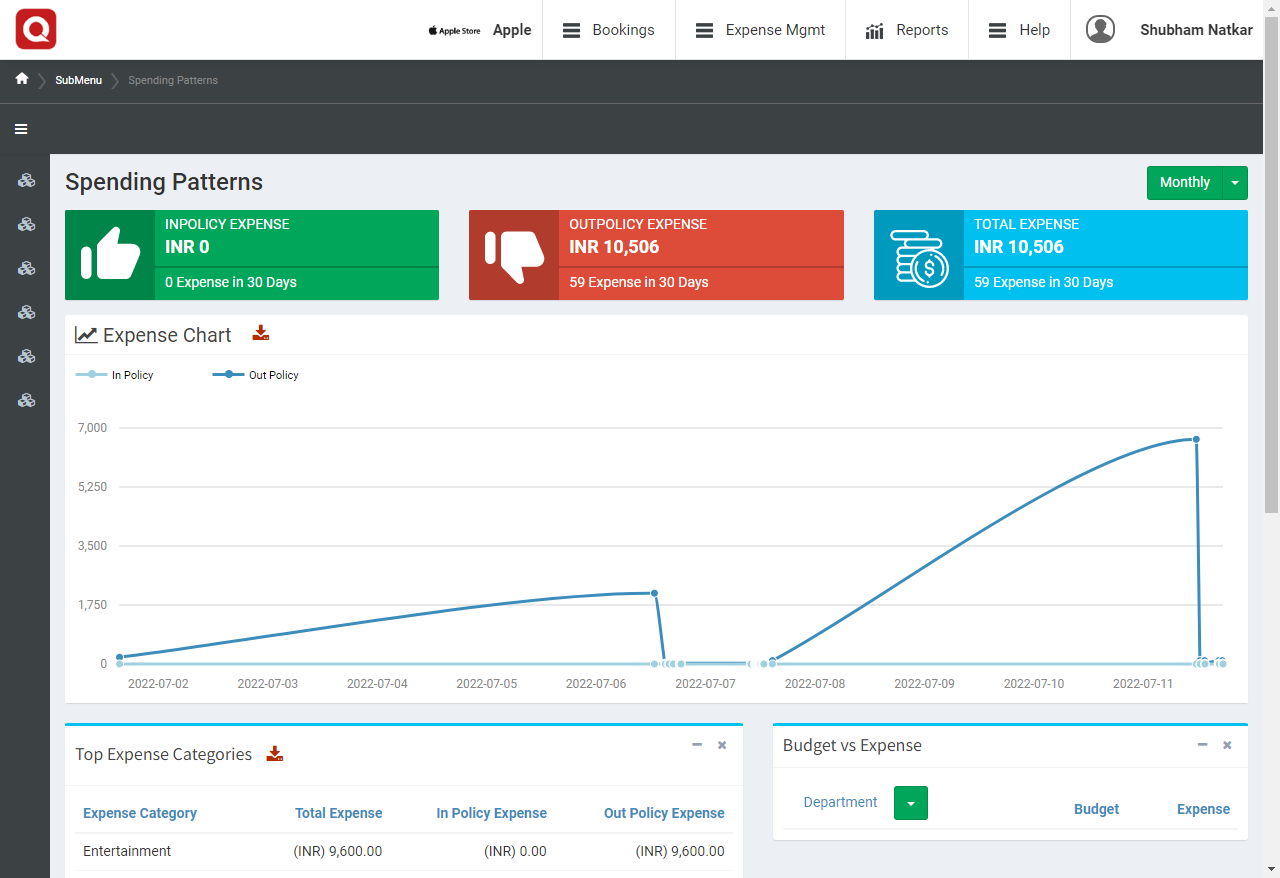 Apple Store Apple Bookings Expense Mgmt Reports Help Shubham Natkar
SubMenu Spending Patterns
Spending Patterns Monthly
INPOLICY EXPENSE
INR 0
0 Expense in 30 Days
OUTPOLICY EXPENSE
INR 10,506
59 Expense in 30 Days
TOTAL EXPENSE
INR 10,506
59 Expense in 30 Days
Expense Chart
In Policy Out Policy
7,000
5,250
3,500
1,750
0
2022-07-02 2022-07-03 2022-07-04 2022-07-05 2022-07-06 2022-07-07 2022-07-08 2022-07-09 2022-07-10 2022-07-11
Top Expense Categories
Expense Category Total Expense In Policy Expense Out Policy Expense
Entertainment (INR) 9,600.00 (INR) 0.00 (INR) 9,600.00
Budget vs Expense
Department Budget Expense